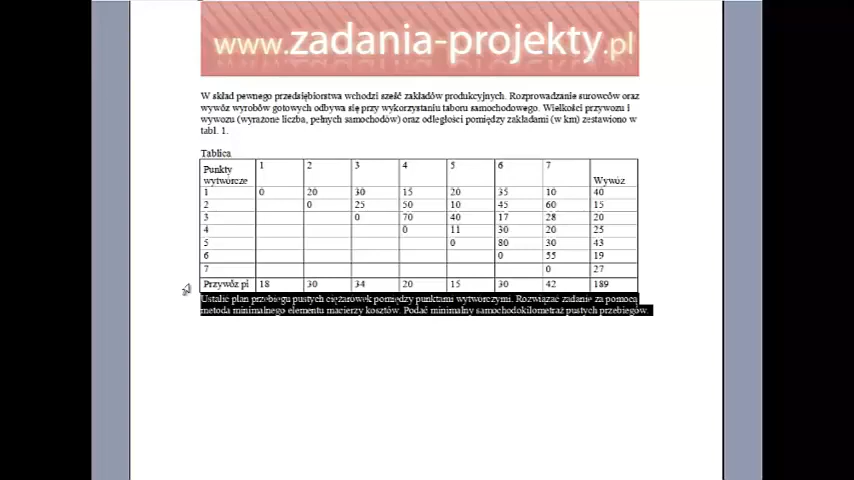 www.zadania-projekty.pl
W skład pewnego przedsiębiorstwa wchodzi sześć zakładów produkcyjnych. Rozprowadzanie surowców oraz
wywóz wyrobów gotowych odbywa się przy wykorzystaniu taboru samochodowego. Wielkości przywozu i
wywozu (wyrażone liczba, pełnych samochodów) oraz odległości pomiędzy zakładami (w km) zestawiono w
tabl. 1.
Tablica
Punkty wytwórcze 1 2 3 4 5 6 7 Wywóz
1 0 20 30 15 20 35 10 40
2 0 25 50 10 45 60 15
3 0 70 40 17 28 20
4 0 11 30 20 25
5 0 80 30 43
6 0 55 19
7 0 27
Przywóz pi 18 30 34 20 15 30 42 189
Ustalić plan przebiegu pustych ciężarówek pomiędzy punktami wytwórczymi. Rozwiązać zadanie za pomocą
metoda minimalnego elementu macierzy kosztów. Podać minimalny samochodokilometraż pustych przebiegów.